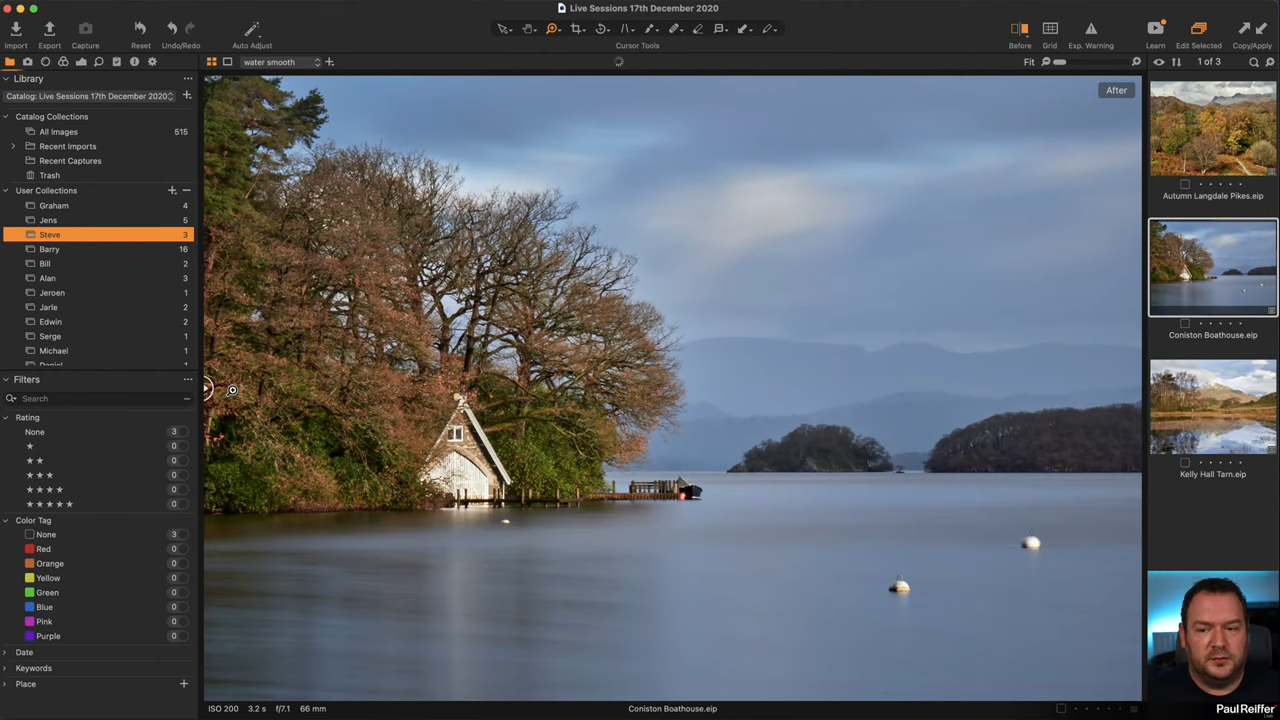 Live Sessions 17th December 2020
Import Export Capture Reset Undo/Redo Auto Adjust Cursor Tools Before Grid Exp. Warning Learn Edit Selected Copy/Apply
water smooth
Fit
1 of 3
Library
Catalog: Live Sessions 17th December 2020
Catalog Collections
All Images 515
Recent Imports
Recent Captures
Trash
User Collections
Graham 4
Jens 5
Steve 3
Barry 16
Bill 2
Alan 3
Jeroen 2
Jarle 2
Edwin 2
Serge 1
Michael 1
Filters
Search
Rating
None 3
0
0
0
0
0
Color Tag
None 3
Red 0
Orange 0
Yellow 0
Green 0
Blue 0
Pink 0
Purple 0
Date
Keywords
Place
After
ISO 200 3.2 s f/7.1 66 mm
Coniston Boathouse.eip
Autumn Langdale Pikes.eip
Coniston Boathouse.eip
Kelly Hall Tarn.eip
Paul Reiffer
Live